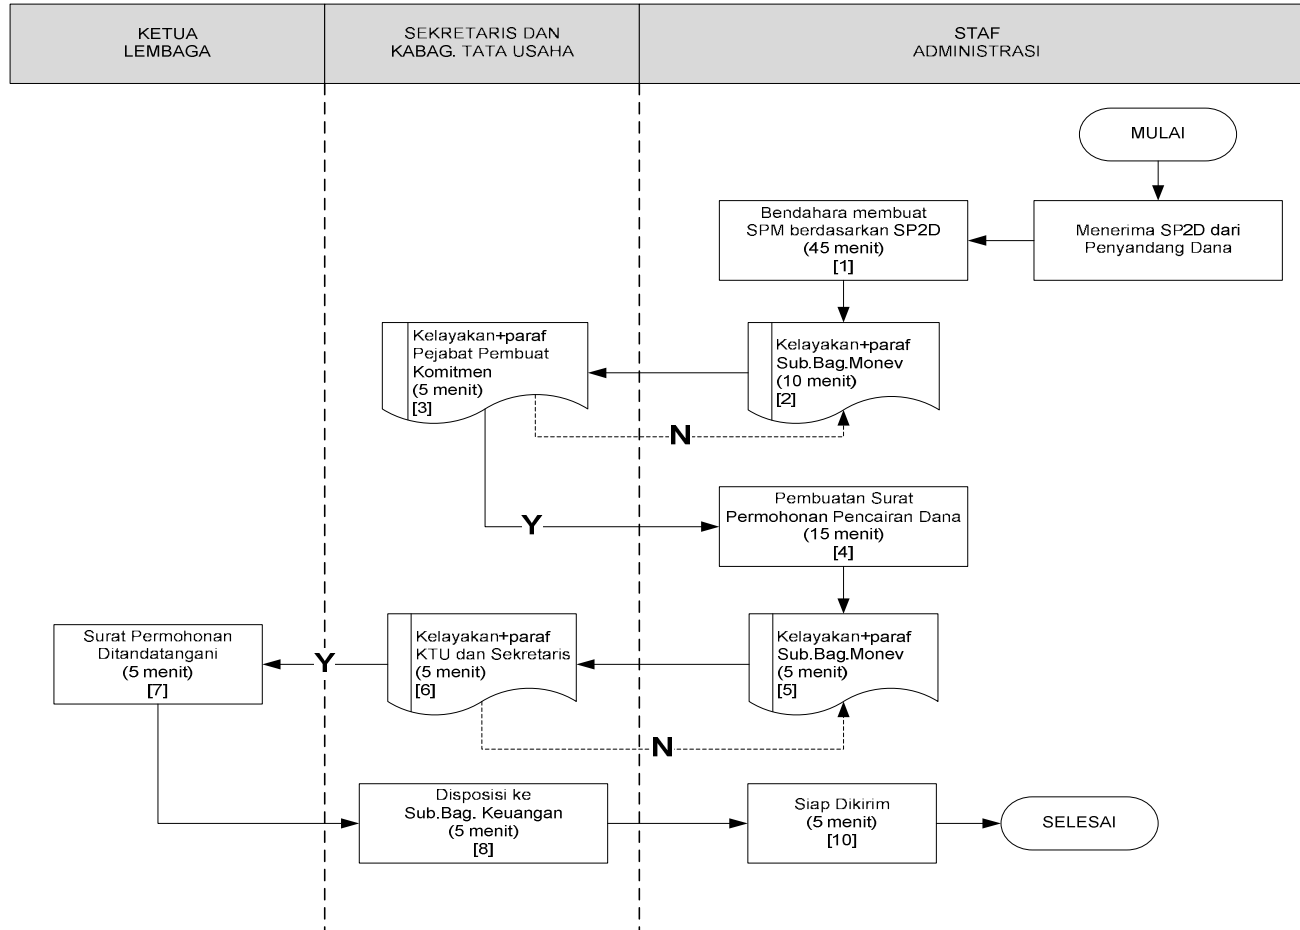 KETUA
LEMBAGA
SEKRETARIS DAN
KABAG. TATA USAHA
STAF
ADMINISTRASI
MULAI
Menerima SP2D dari
Penyandang Dana
Bendahara membuat
SPM berdasarkan SP2D
(45 menit)
[1]
Kelayakan+paraf
Sub.Bag.Monev
(10 menit)
[2]
Kelayakan+paraf
Pejabat Pembuat
Komitmen
(5 menit)
[3]
N
Y
Pembuatan Surat
Permohonan Pencairan Dana
(15 menit)
[4]
Kelayakan+paraf
Sub.Bag.Monev
(5 menit)
[5]
Kelayakan+paraf
KTU dan Sekretaris
(5 menit)
[6]
Y
N
Surat Permohonan
Ditandatangani
(5 menit)
[7]
Disposisi ke
Sub.Bag. Keuangan
(5 menit)
[8]
Siap Dikirim
(5 menit)
[10]
SELESAI